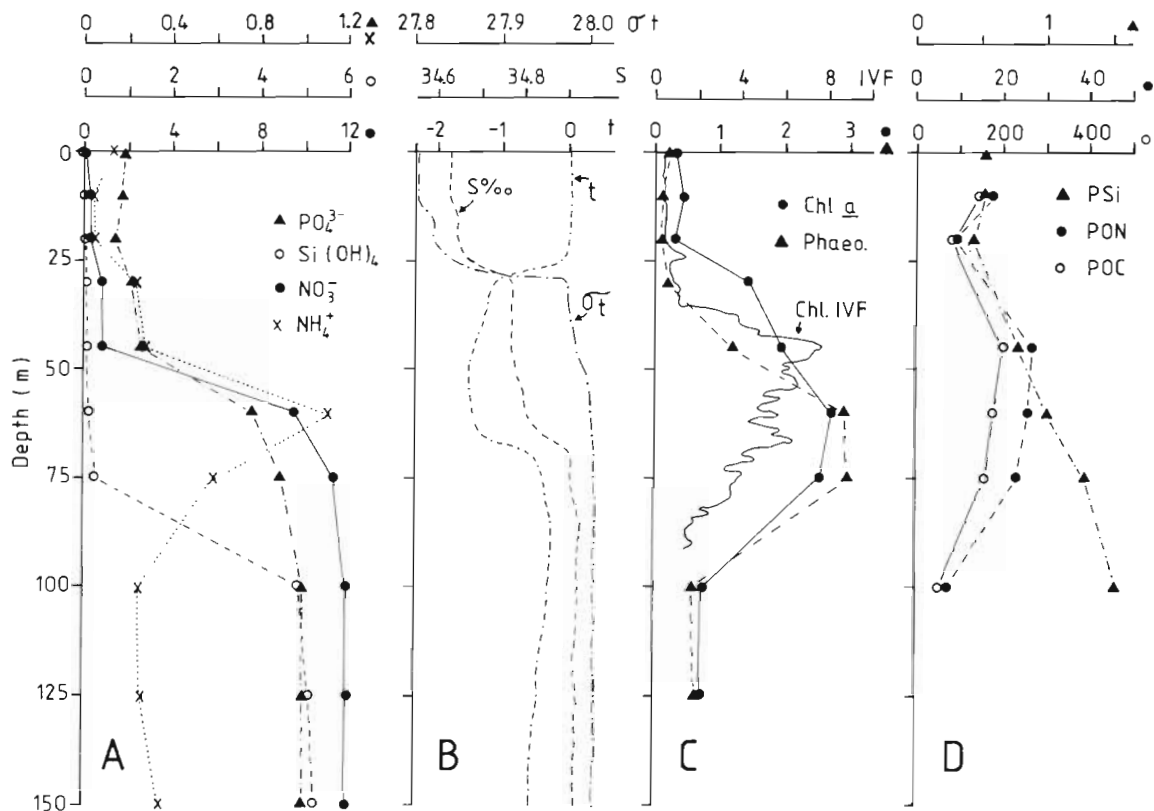 0 0.4 0.8 1.2 ▲
×
0 2 4 6 ○
0 4 8 12 ●
27.8 27.9 28.0 σt
34.6 34.8 S
-2 -1 0 t
0 4 8 IVF
0 1 2 3 ●
▲
0 1 ▲
0 20 40 ●
0 200 400 ○
Depth (m)
0
25
50
75
100
125
150
▲ PO₄³⁻
○ Si(OH)₄
● NO₃⁻
× NH₄⁺
A
S‰
t
σt
B
● Chl a
▲ Phaeo.
Chl. IVF
C
▲ PSi
● PON
○ POC
D